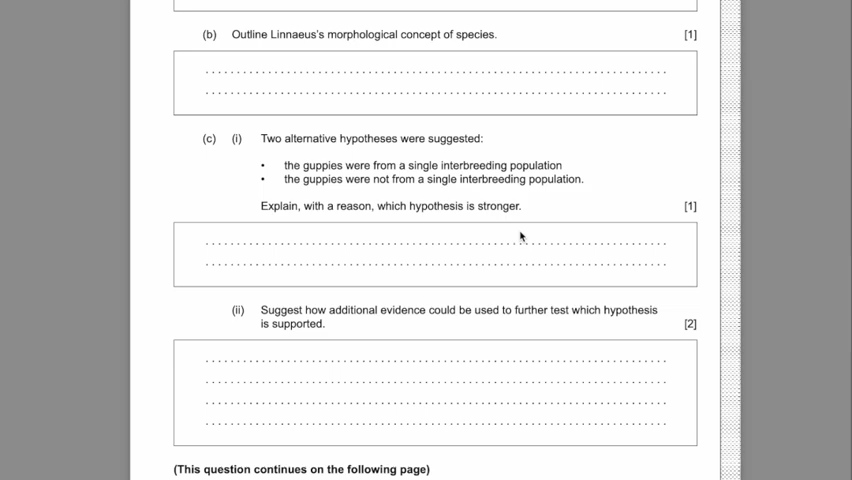 (b) Outline Linnaeus's morphological concept of species. [1]
(c) (i) Two alternative hypotheses were suggested:
• the guppies were from a single interbreeding population
• the guppies were not from a single interbreeding population.
Explain, with a reason, which hypothesis is stronger. [1]
(ii) Suggest how additional evidence could be used to further test which hypothesis
is supported. [2]
(This question continues on the following page)